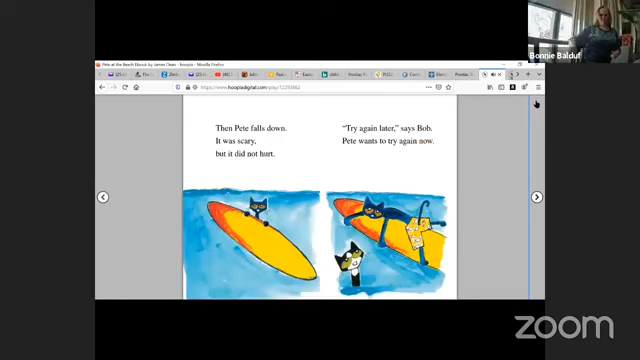 Bonnie Balduf
Pete at the Beach Ebook by James Dean - hoopla - Mozilla Firefox
https://www.hoopladigital.com/play/12293662
Then Pete falls down.
It was scary,
but it did not hurt.
"Try again later," says Bob.
Pete wants to try again now.
zoom